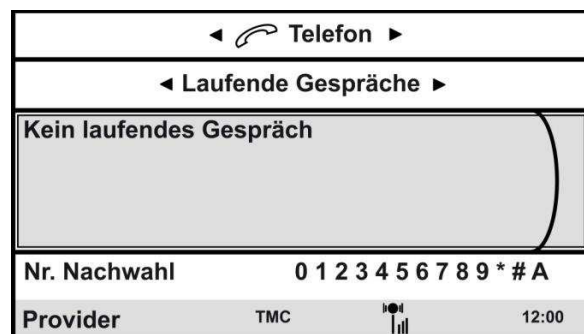 ◄ Telefon ►
◄ Laufende Gespräche ►
Kein laufendes Gespräch
Nr. Nachwahl 0 1 2 3 4 5 6 7 8 9 * # A
Provider TMC 12:00